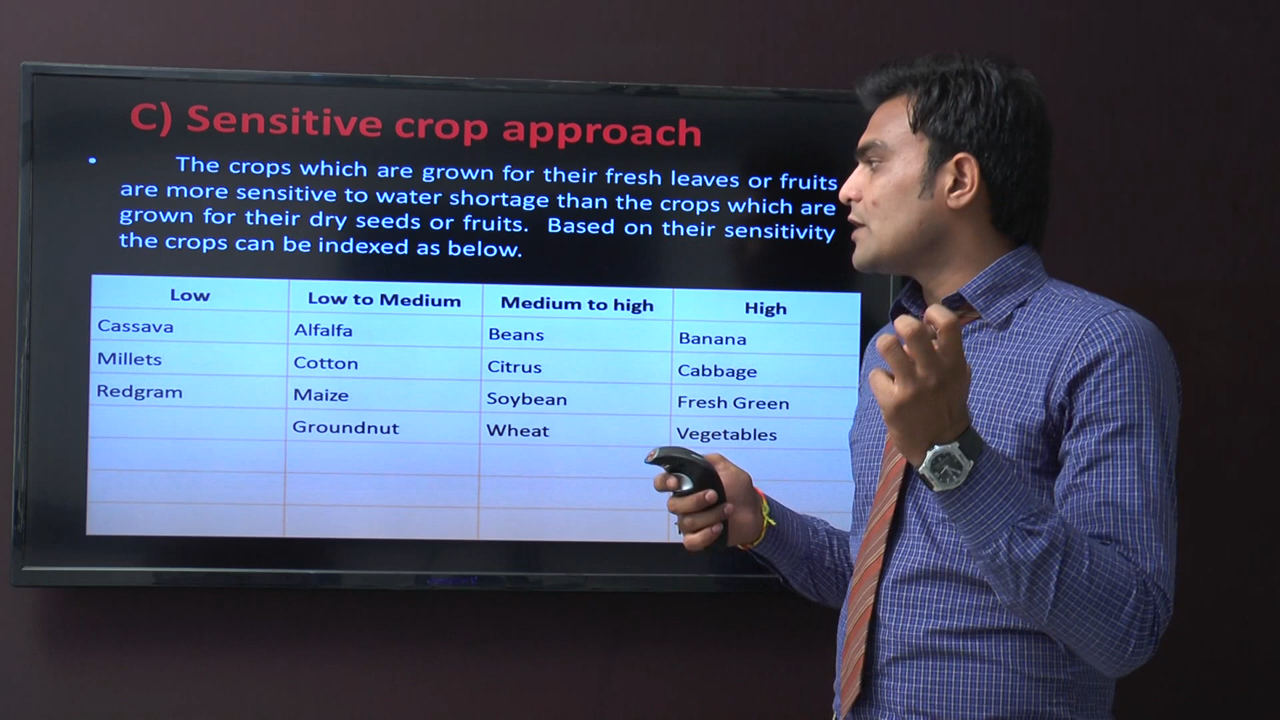 C) Sensitive crop approach
• The crops which are grown for their fresh leaves or fruits
are more sensitive to water shortage than the crops which are
grown for their dry seeds or fruits. Based on their sensitivity
the crops can be indexed as below.
Low Low to Medium Medium to high High
Cassava Alfalfa Beans Banana
Millets Cotton Citrus Cabbage
Redgram Maize Soybean Fresh Green
Groundnut Wheat Vegetables